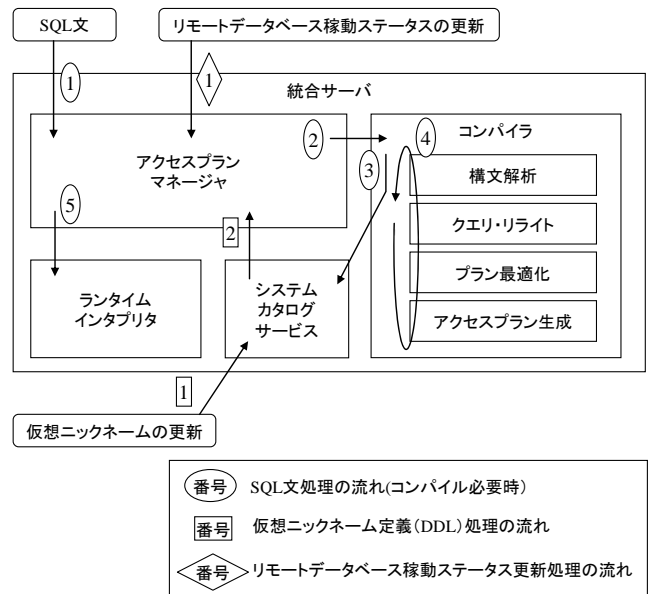 SQL文
リモートデータベース稼動ステータスの更新
1
1
統合サーバ
アクセスプラン
マネージャ
2
コンパイラ
4
3
構文解析
クエリ・リライト
プラン最適化
アクセスプラン生成
5
2
ランタイム
インタプリタ
システム
カタログ
サービス
1
仮想ニックネームの更新
番号 SQL文処理の流れ(コンパイル必要時)
番号 仮想ニックネーム定義(DDL)処理の流れ
番号 リモートデータベース稼動ステータス更新処理の流れ